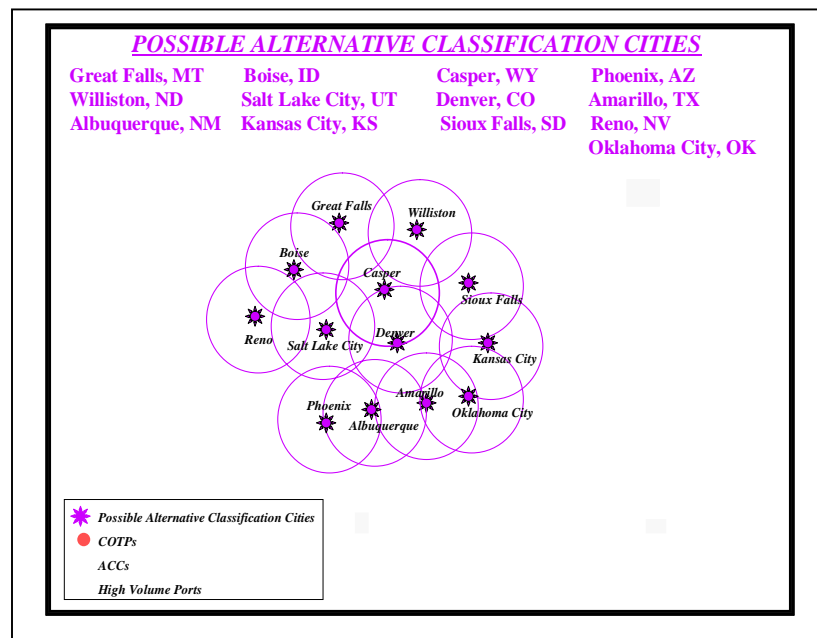 POSSIBLE ALTERNATIVE CLASSIFICATION CITIES
Great Falls, MT Boise, ID Casper, WY Phoenix, AZ
Williston, ND Salt Lake City, UT Denver, CO Amarillo, TX
Albuquerque, NM Kansas City, KS Sioux Falls, SD Reno, NV
Oklahoma City, OK
Great Falls
Williston
Boise
Casper
Sioux Falls
Reno
Salt Lake City
Denver
Kansas City
Phoenix
Albuquerque
Amarillo
Oklahoma City
Possible Alternative Classification Cities
COTPs
ACCs
High Volume Ports